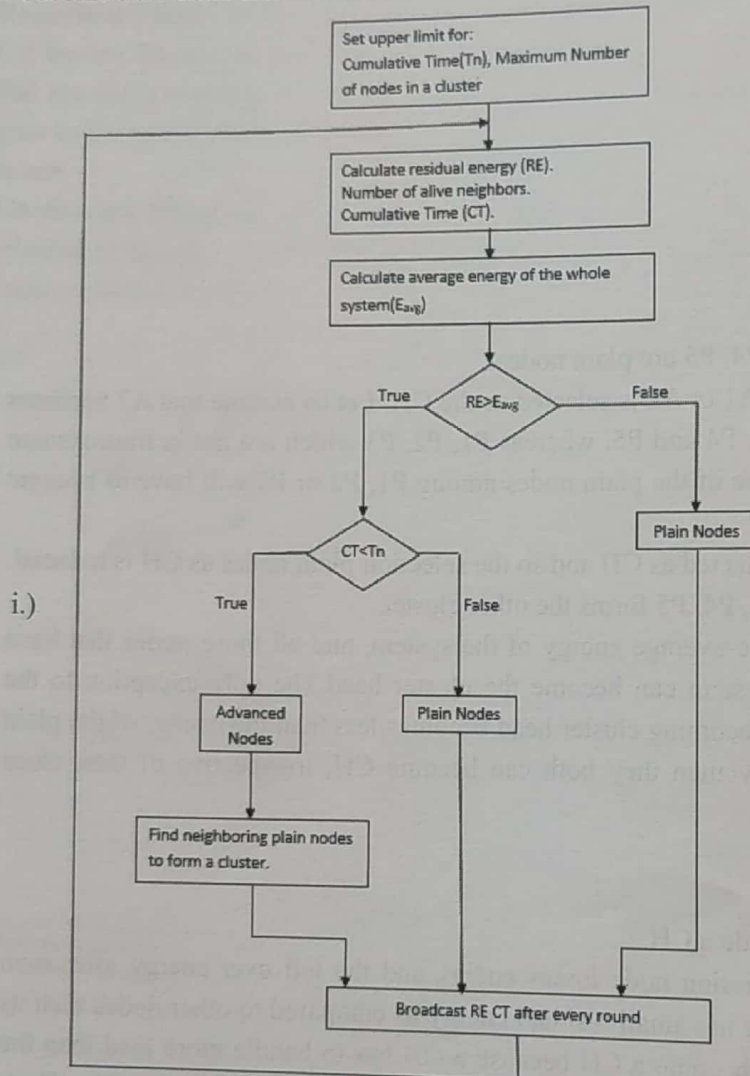 Set upper limit for:
Cumulative Time(Tn), Maximum Number
of nodes in a cluster
Calculate residual energy (RE).
Number of alive neighbors.
Cumulative Time (CT).
Calculate average energy of the whole
system(Eavg)
RE>Eavg
True
False
Plain Nodes
CT<Tn
True
False
i.)
Advanced
Nodes
Plain Nodes
Find neighboring plain nodes
to form a cluster.
Broadcast RE CT after every round